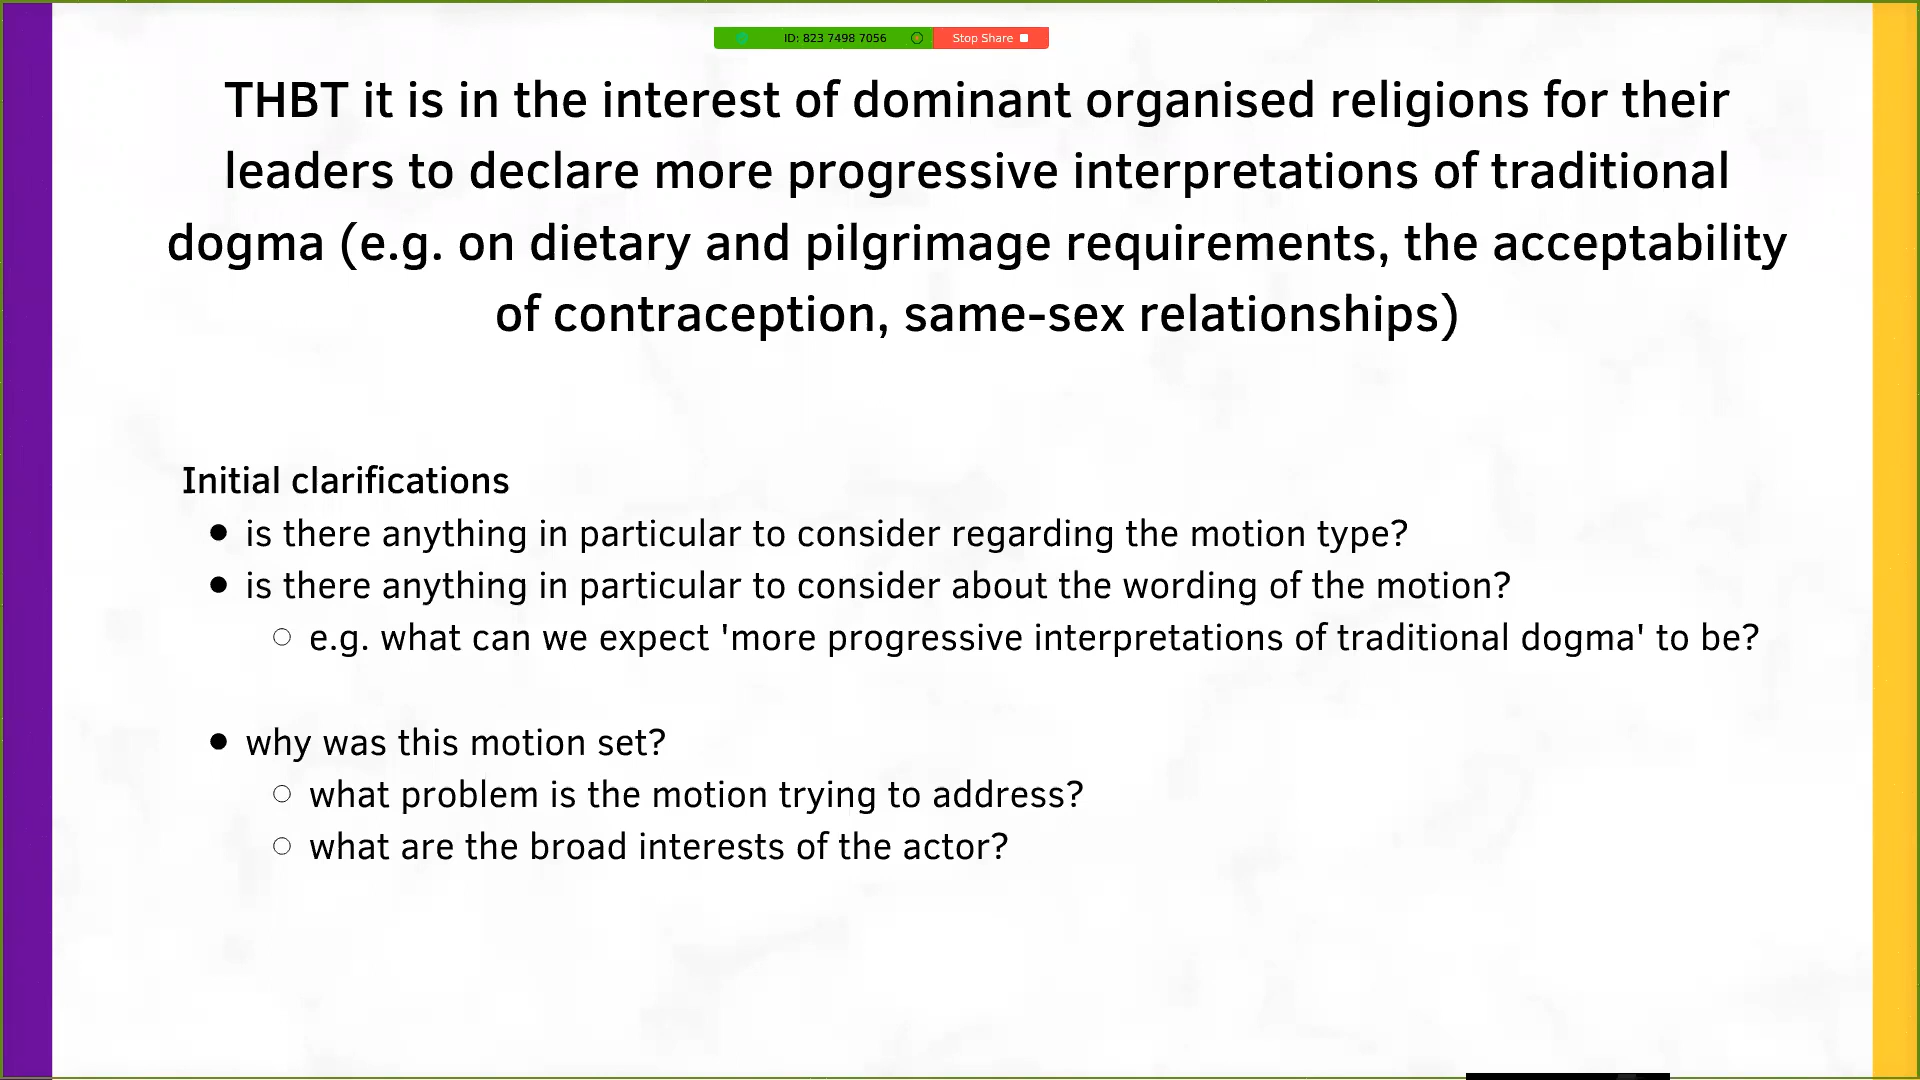 ID: 823 7498 7056 Stop Share
THBT it is in the interest of dominant organised religions for their
leaders to declare more progressive interpretations of traditional
dogma (e.g. on dietary and pilgrimage requirements, the acceptability
of contraception, same-sex relationships)
Initial clarifications
● is there anything in particular to consider regarding the motion type?
● is there anything in particular to consider about the wording of the motion?
○ e.g. what can we expect 'more progressive interpretations of traditional dogma' to be?
● why was this motion set?
○ what problem is the motion trying to address?
○ what are the broad interests of the actor?